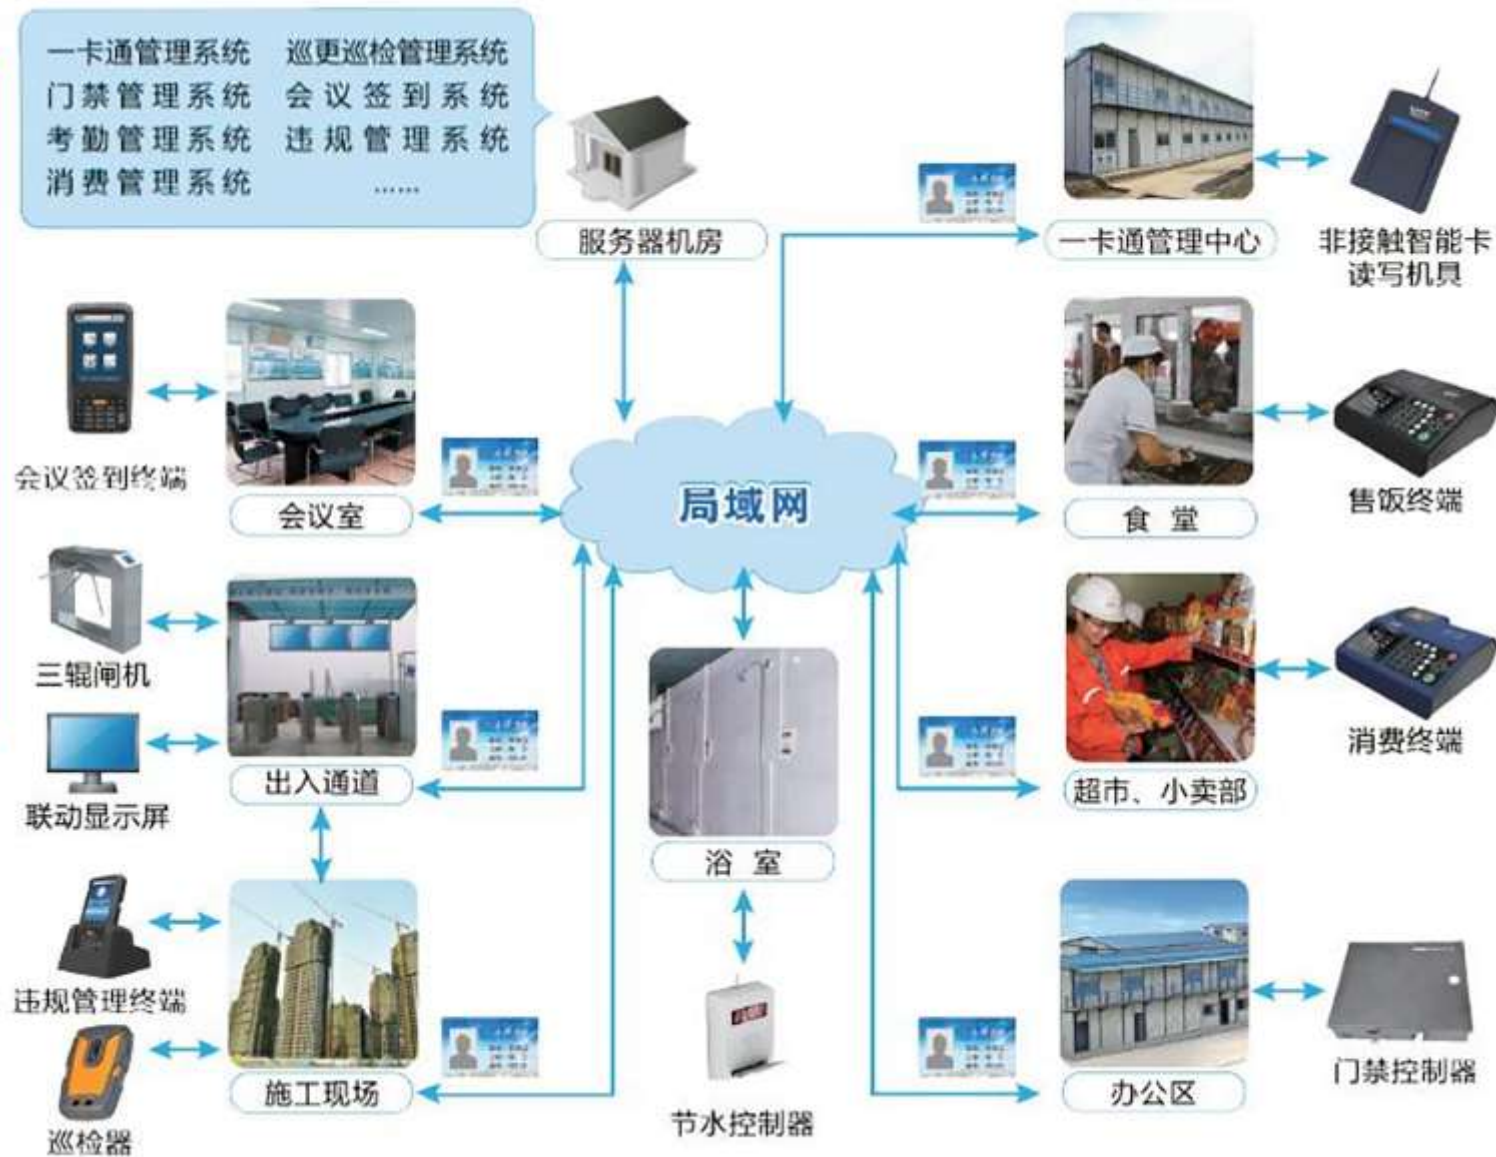 一卡通管理系统 巡更巡检管理系统
门禁管理系统 会议签到系统
考勤管理系统 违规管理系统
消费管理系统 ……
服务器机房
一卡通管理中心
非接触智能卡
读写机具
会议签到终端
会议室
局域网
食堂
售饭终端
三辊闸机
联动显示屏
出入通道
浴室
超市、小卖部
消费终端
违规管理终端
巡检器
施工现场
节水控制器
办公区
门禁控制器